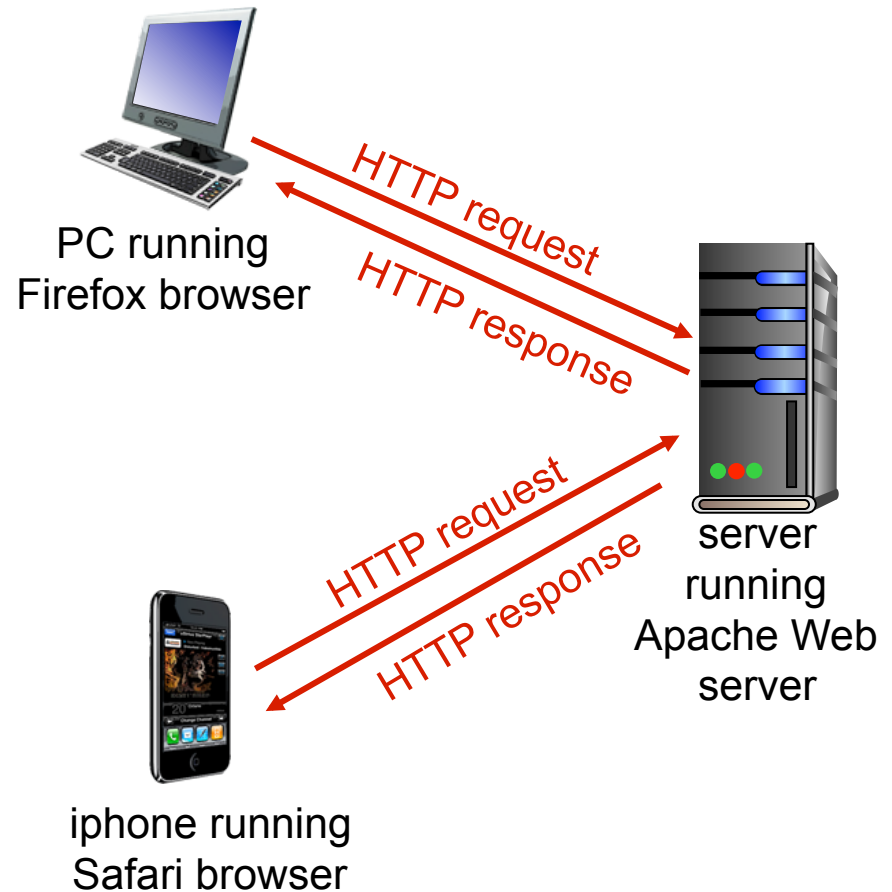 HTTP request
HTTP response
PC running
Firefox browser
HTTP request
HTTP response
server
running
Apache Web
server
iphone running
Safari browser